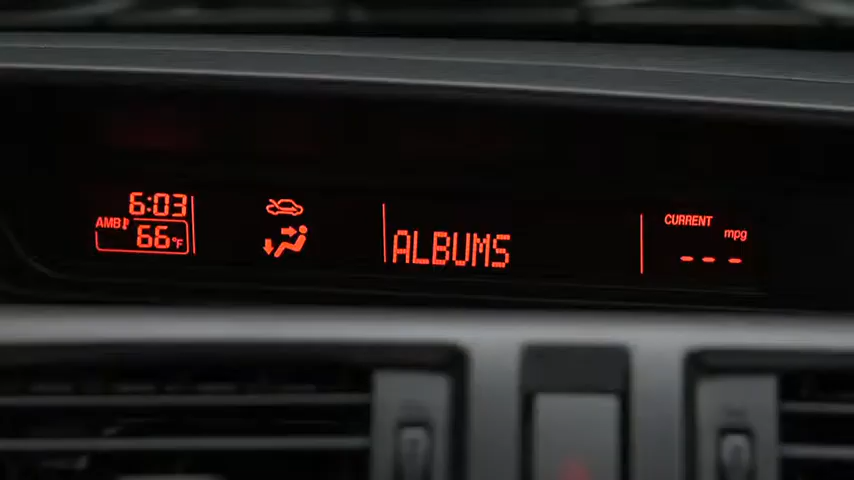 6:03
AMB 66°F
ALBUMS
CURRENT
mpg
---